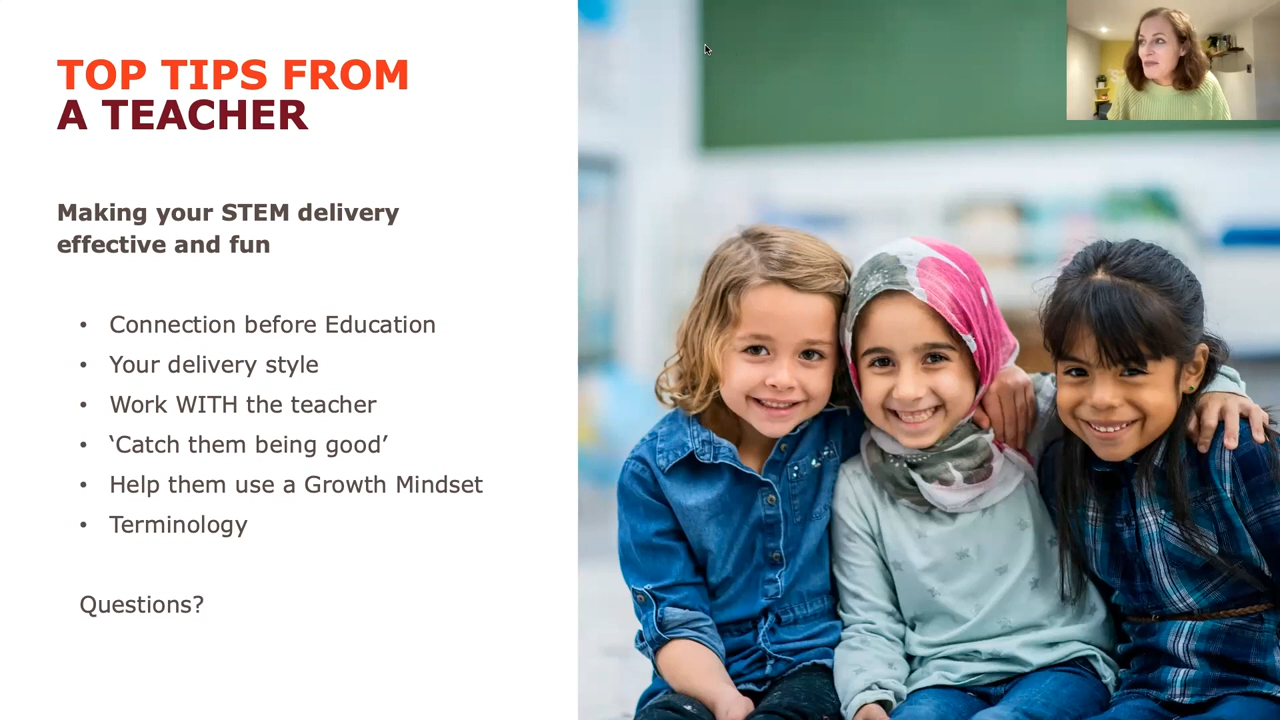 TOP TIPS FROM
A TEACHER
Making your STEM delivery
effective and fun
• Connection before Education
• Your delivery style
• Work WITH the teacher
• ‘Catch them being good’
• Help them use a Growth Mindset
• Terminology
Questions?